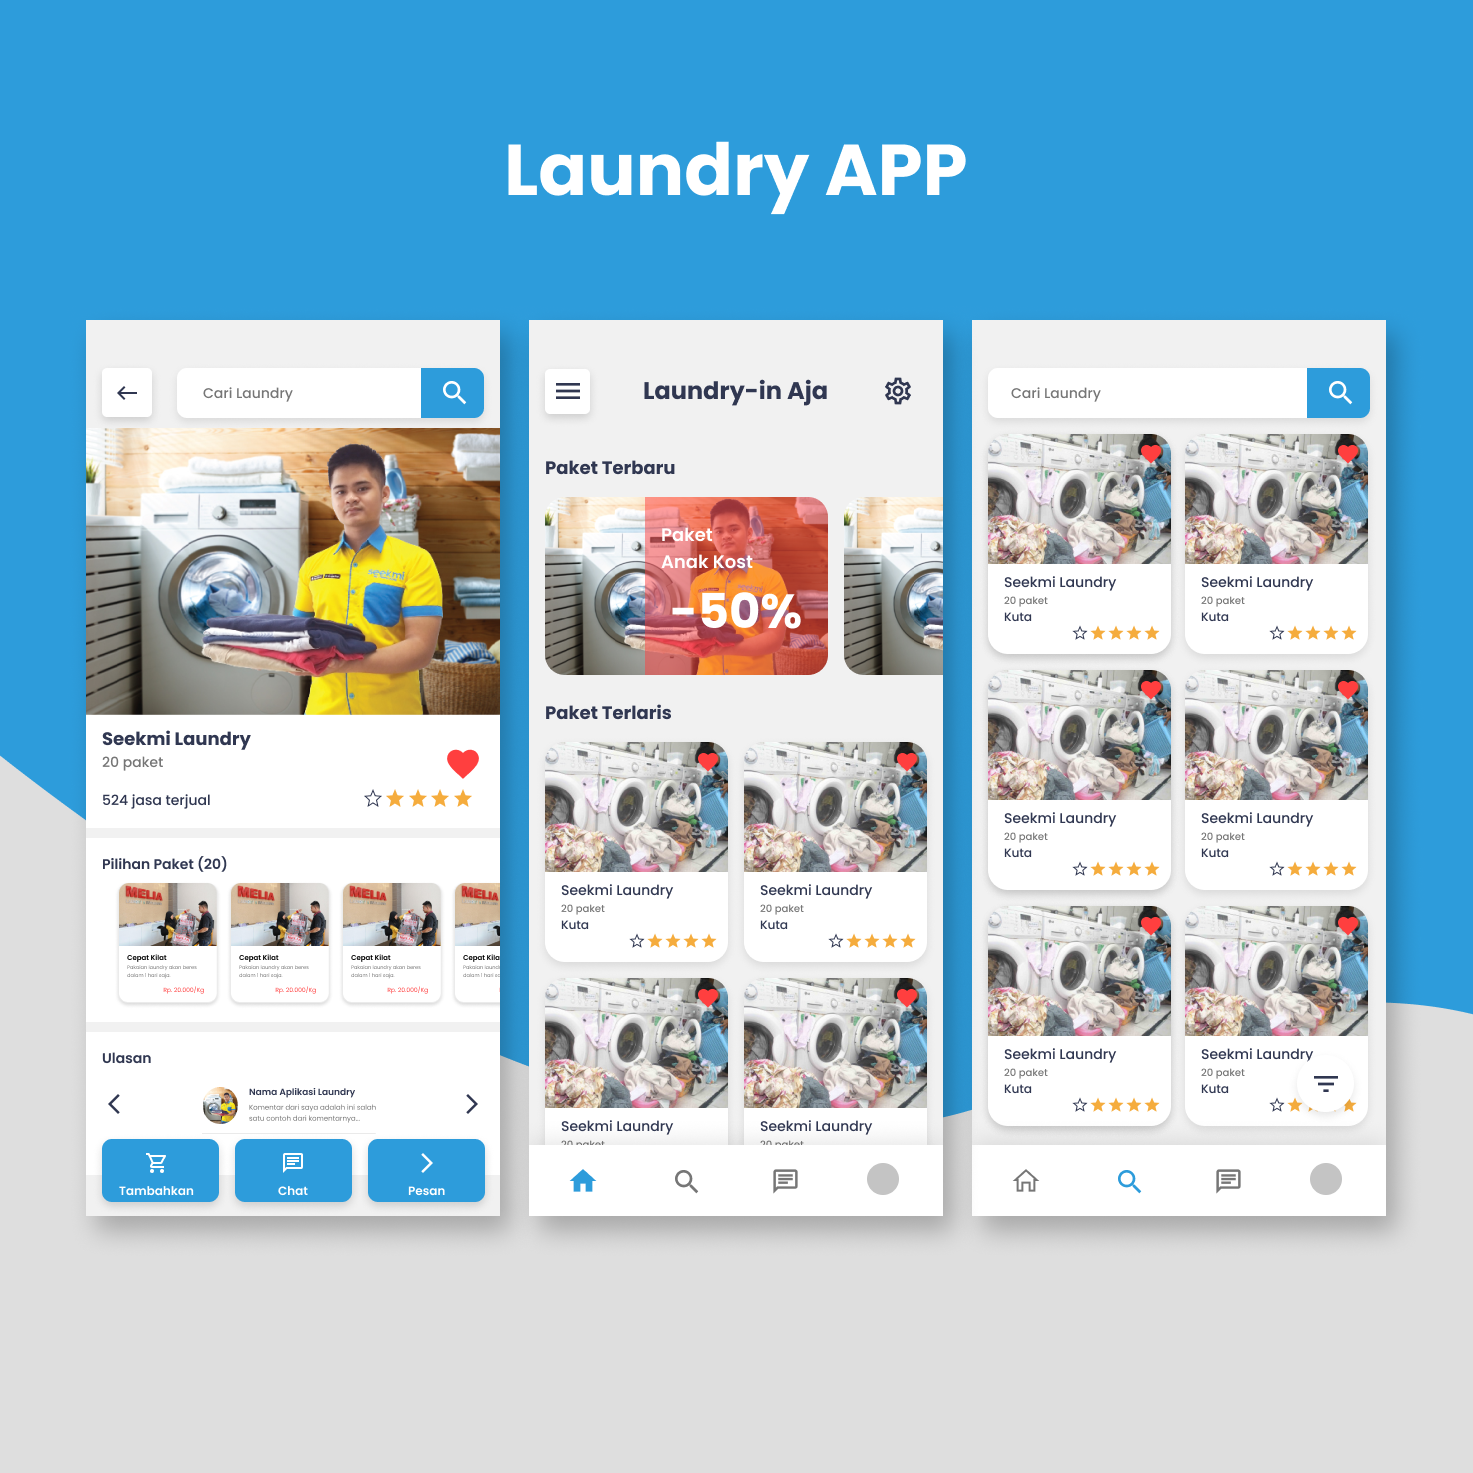 Laundry APP
Cari Laundry
seekmi
Seekmi Laundry
20 paket
524 jasa terjual
Pilihan Paket (20)
MELIA
MELIA
MELIA
MELIA
Cepat Kilat
Pakaian laundry akan beres
dalam 1 hari saja.
Rp. 20.000/Kg
Cepat Kilat
Pakaian laundry akan beres
dalam 1 hari saja.
Rp. 20.000/Kg
Cepat Kilat
Pakaian laundry akan beres
dalam 1 hari saja.
Rp. 20.000/Kg
Cepat Kilat
Pakaian laun
dalam 1 hari
Ulasan
Nama Aplikasi Laundry
Komentar dari saya adalah ini salah
satu contoh dari komentarnya...
Tambahkan
Chat
Pesan
Laundry-in Aja
Paket Terbaru
Paket
Anak Kost
-50%
Paket Terlaris
Seekmi Laundry
20 paket
Kuta
Seekmi Laundry
20 paket
Kuta
Seekmi Laundry
20 paket
Seekmi Laundry
20 paket
Cari Laundry
Seekmi Laundry
20 paket
Kuta
Seekmi Laundry
20 paket
Kuta
Seekmi Laundry
20 paket
Kuta
Seekmi Laundry
20 paket
Kuta
Seekmi Laundry
20 paket
Kuta
Seekmi Laundry
20 paket
Kuta